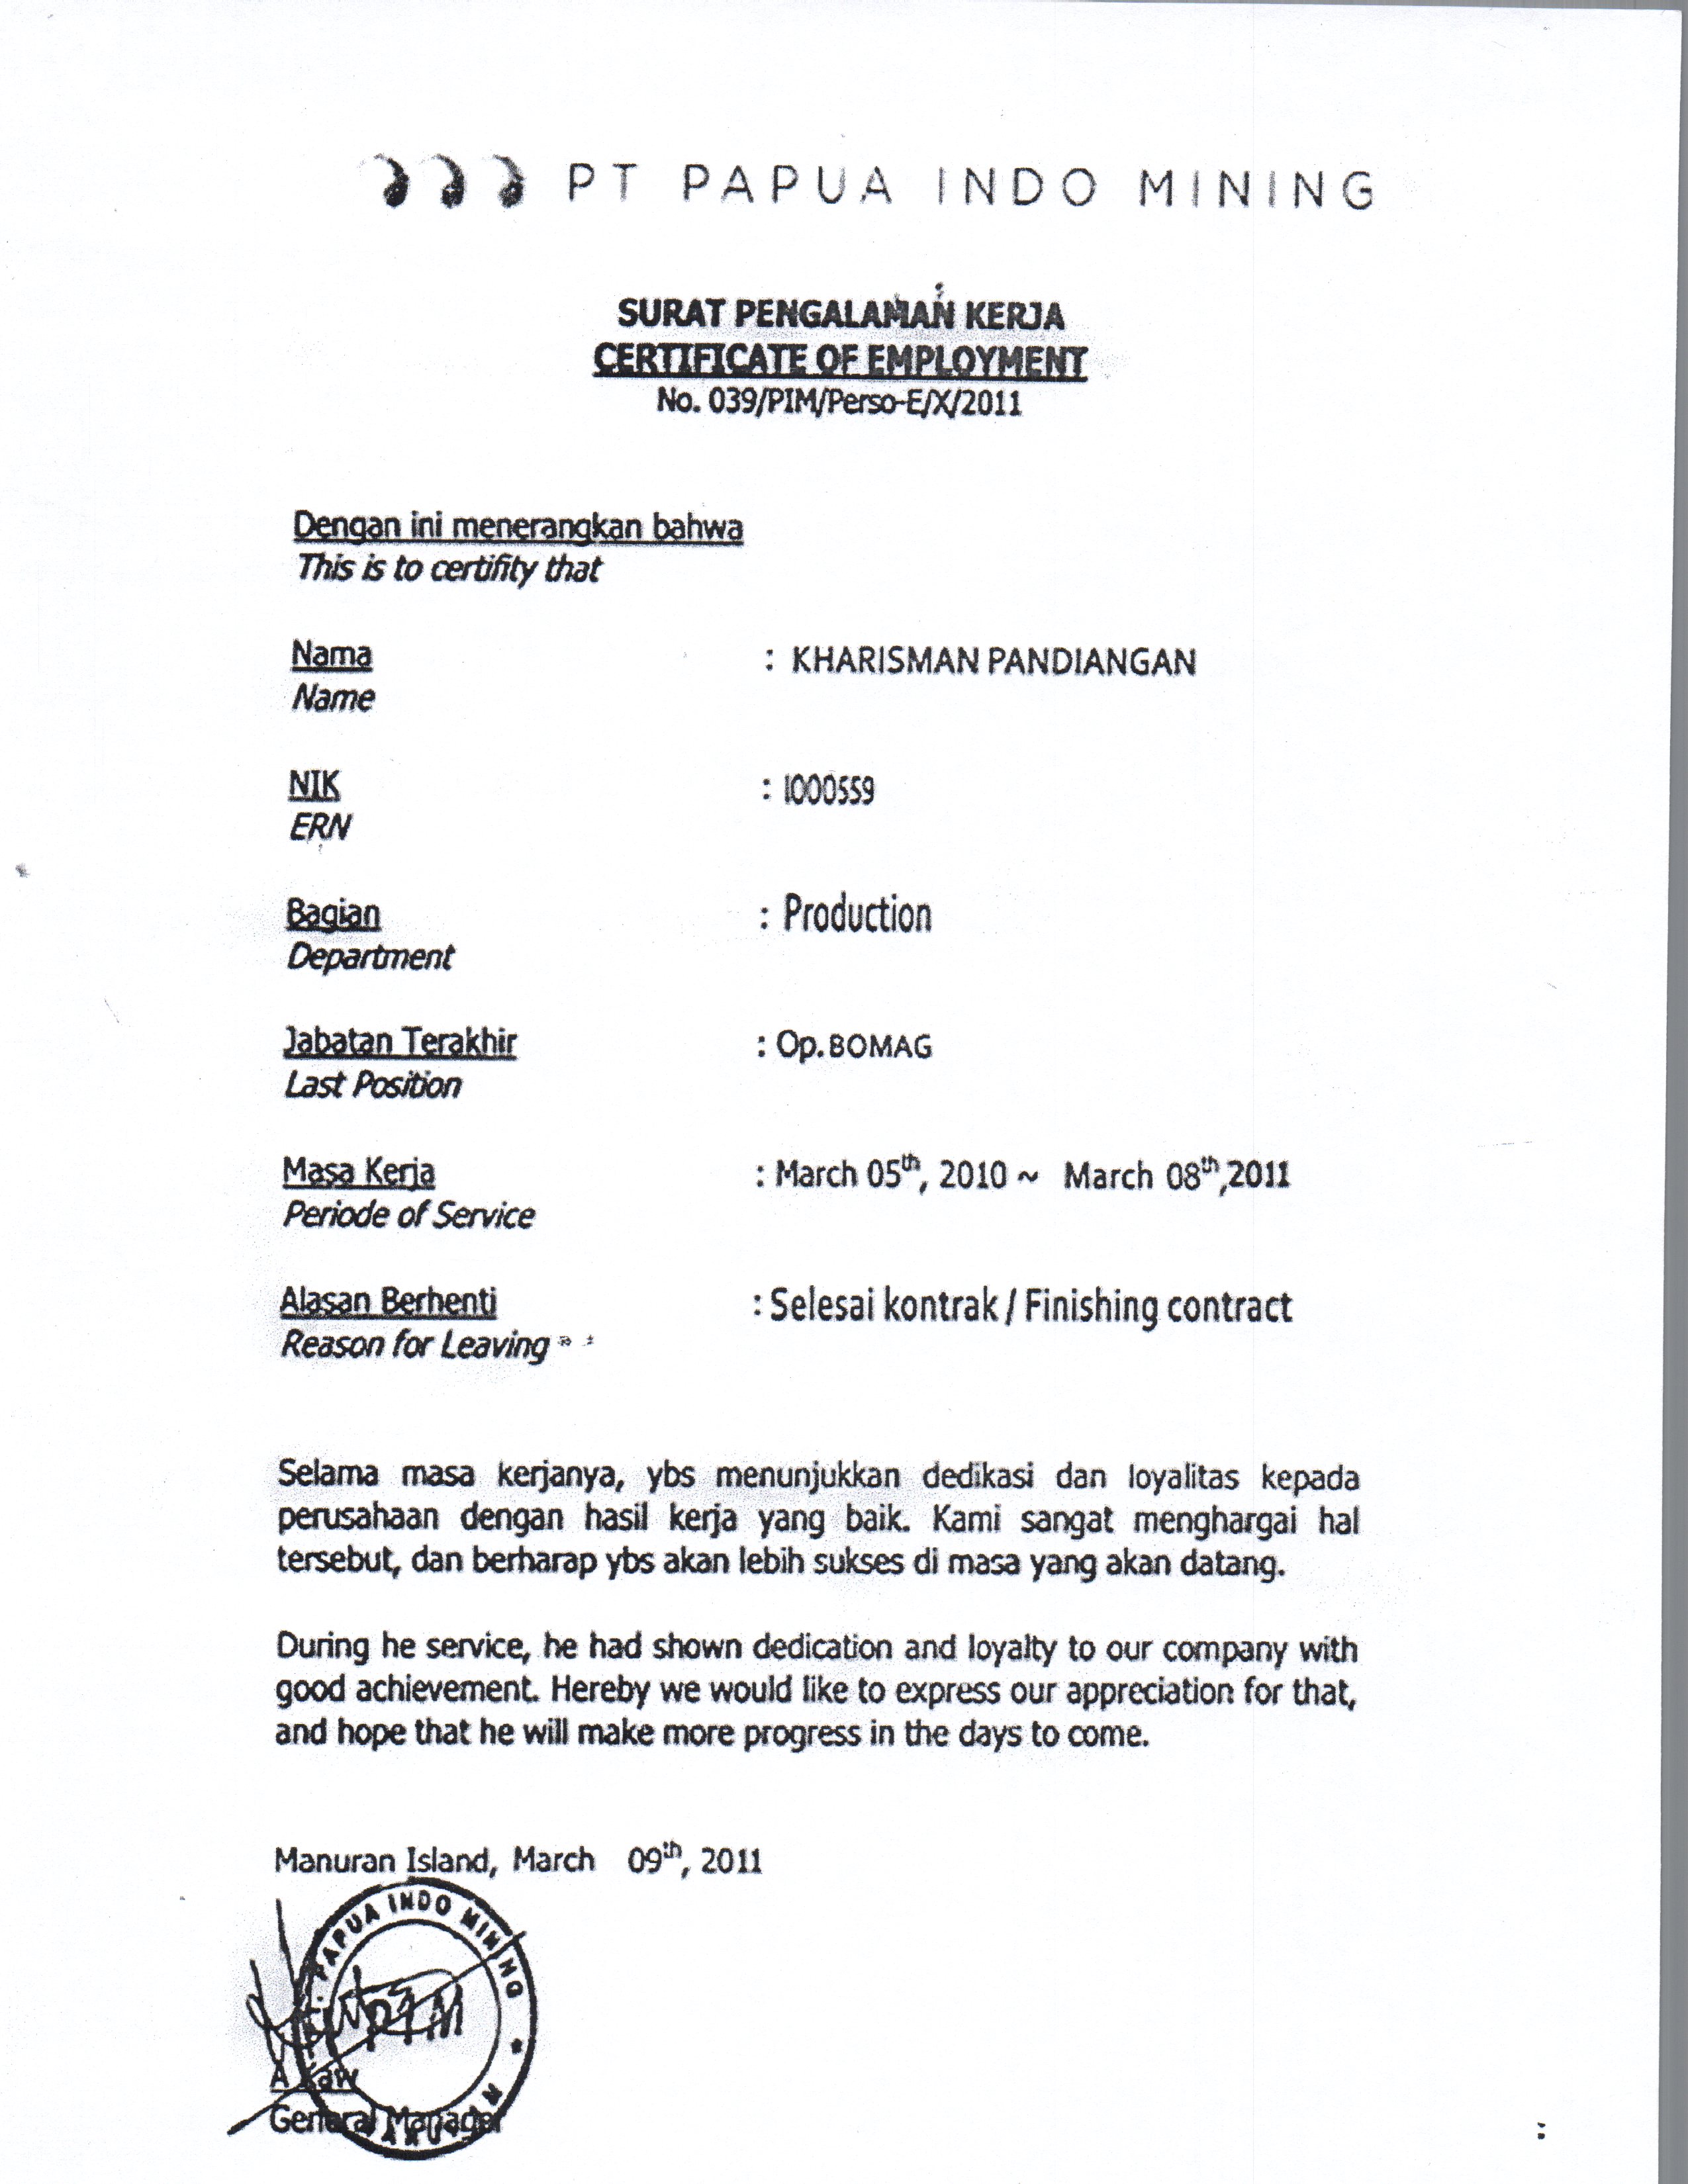 PT PAPUA INDO MINING
SURAT PENGALAMAN KERJA
CERTIFICATE OF EMPLOYMENT
No. 039/PIM/Perso-E/X/2011
Dengan ini menerangkan bahwa
This is to certifity that
Nama : KHARISMAN PANDIANGAN
Name
NIK : I000559
ERN
Bagian : Production
Department
Jabatan Terakhir : Op.BOMAG
Last Position
Masa Kerja : March 05th, 2010 ~ March 08th,2011
Periode of Service
Alasan Berhenti : Selesai kontrak / Finishing contract
Reason for Leaving
Selama masa kerjanya, ybs menunjukkan dedikasi dan loyalitas kepada
perusahaan dengan hasil kerja yang baik. Kami sangat menghargai hal
tersebut, dan berharap ybs akan lebih sukses di masa yang akan datang.
During he service, he had shown dedication and loyalty to our company with
good achievement. Hereby we would like to express our appreciation for that,
and hope that he will make more progress in the days to come.
Manuran Island, March 09th, 2011
PAPUA INDO MINING
PIM
A Kaw
General Manager